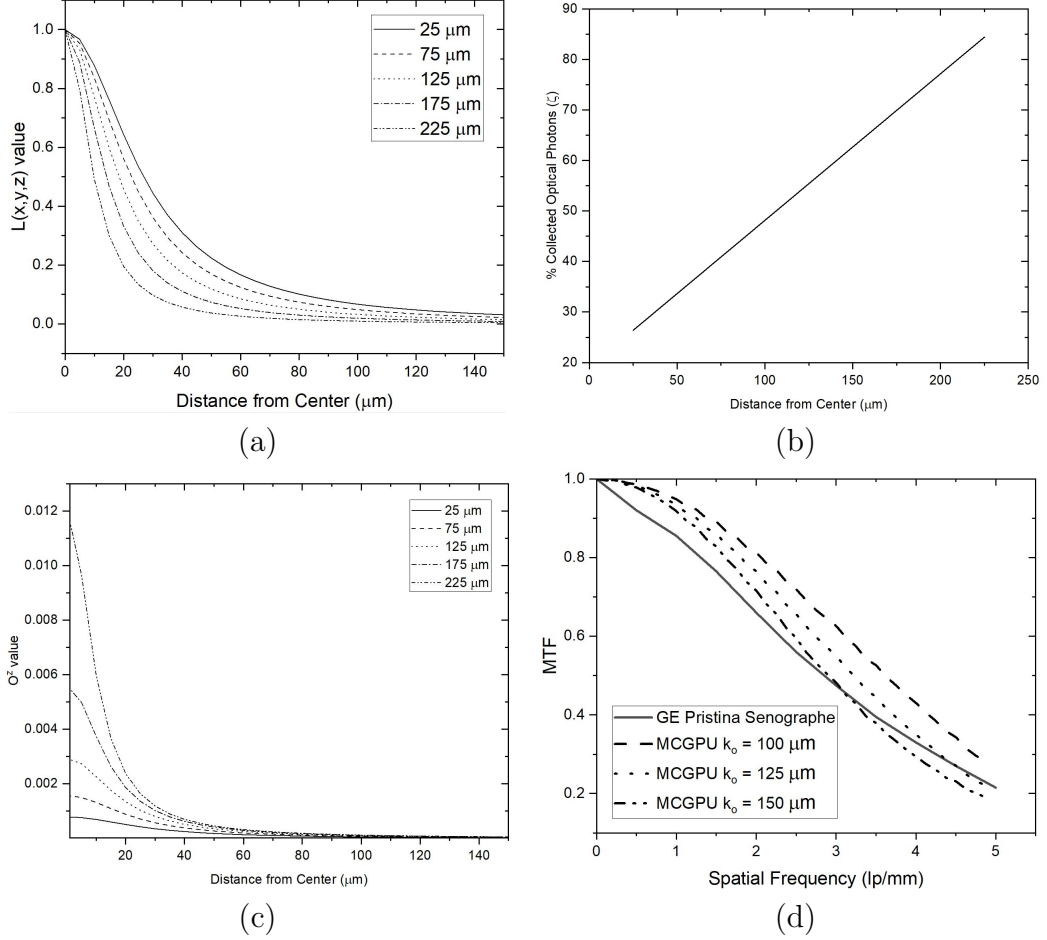 1.0
0.8
0.6
0.4
0.2
0.0
L(x,y,z) value
25 μm
75 μm
125 μm
175 μm
225 μm
0 20 40 60 80 100 120 140
Distance from Center (μm)
(a)
90
80
70
60
50
40
30
20
% Collected Optical Photons (ζ)
0 50 100 150 200 250
Distance from Center (μm)
(b)
0.012
0.010
0.008
0.006
0.004
0.002
O^z value
25 μm
75 μm
125 μm
175 μm
225 μm
20 40 60 80 100 120 140
Distance from Center (μm)
(c)
1.0
0.8
0.6
0.4
0.2
MTF
GE Pristina Senographe
MCGPU k_o = 100 μm
MCGPU k_o = 125 μm
MCGPU k_o = 150 μm
0 1 2 3 4 5
Spatial Frequency (lp/mm)
(d)